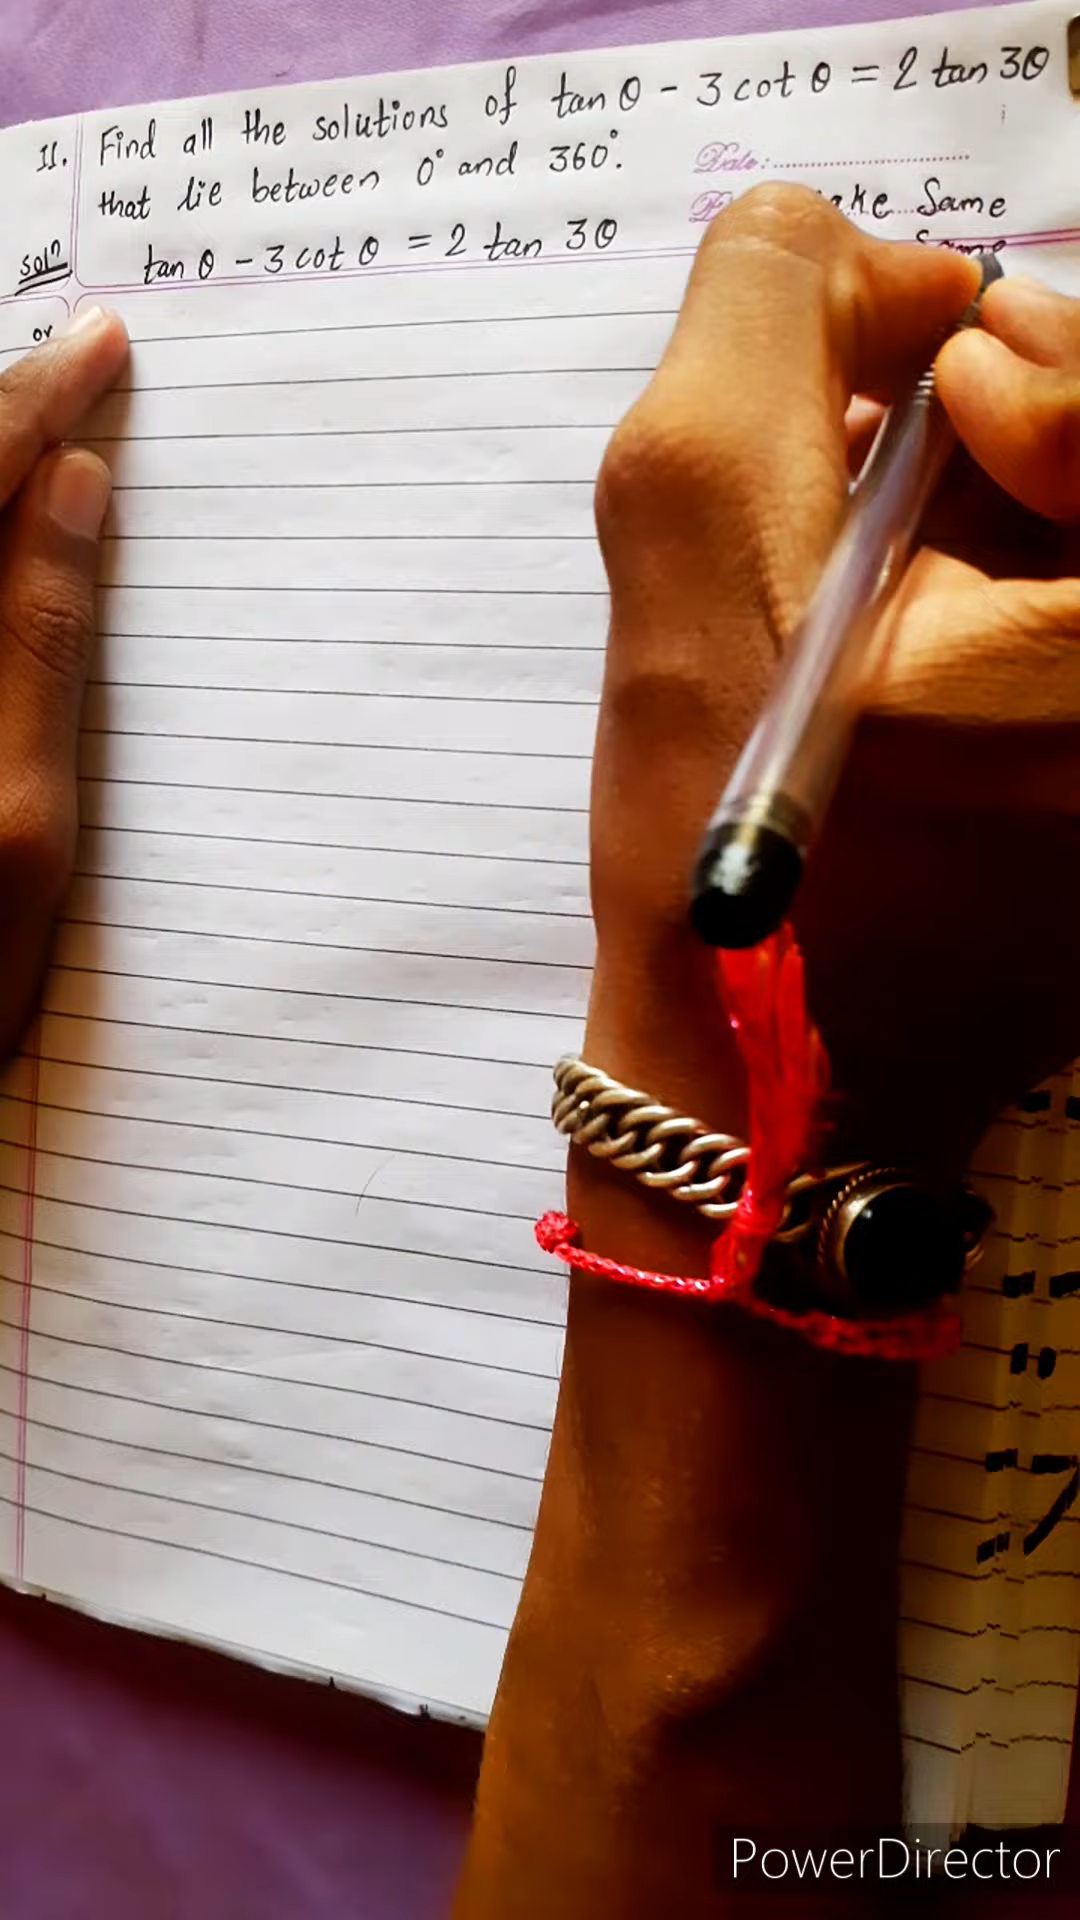 11. Find all the solutions of tan θ - 3 cot θ = 2 tan 3θ
that lie between 0° and 360°.
Date:
Same
Solⁿ tan θ - 3 cot θ = 2 tan 3θ
Same
or
PowerDirector